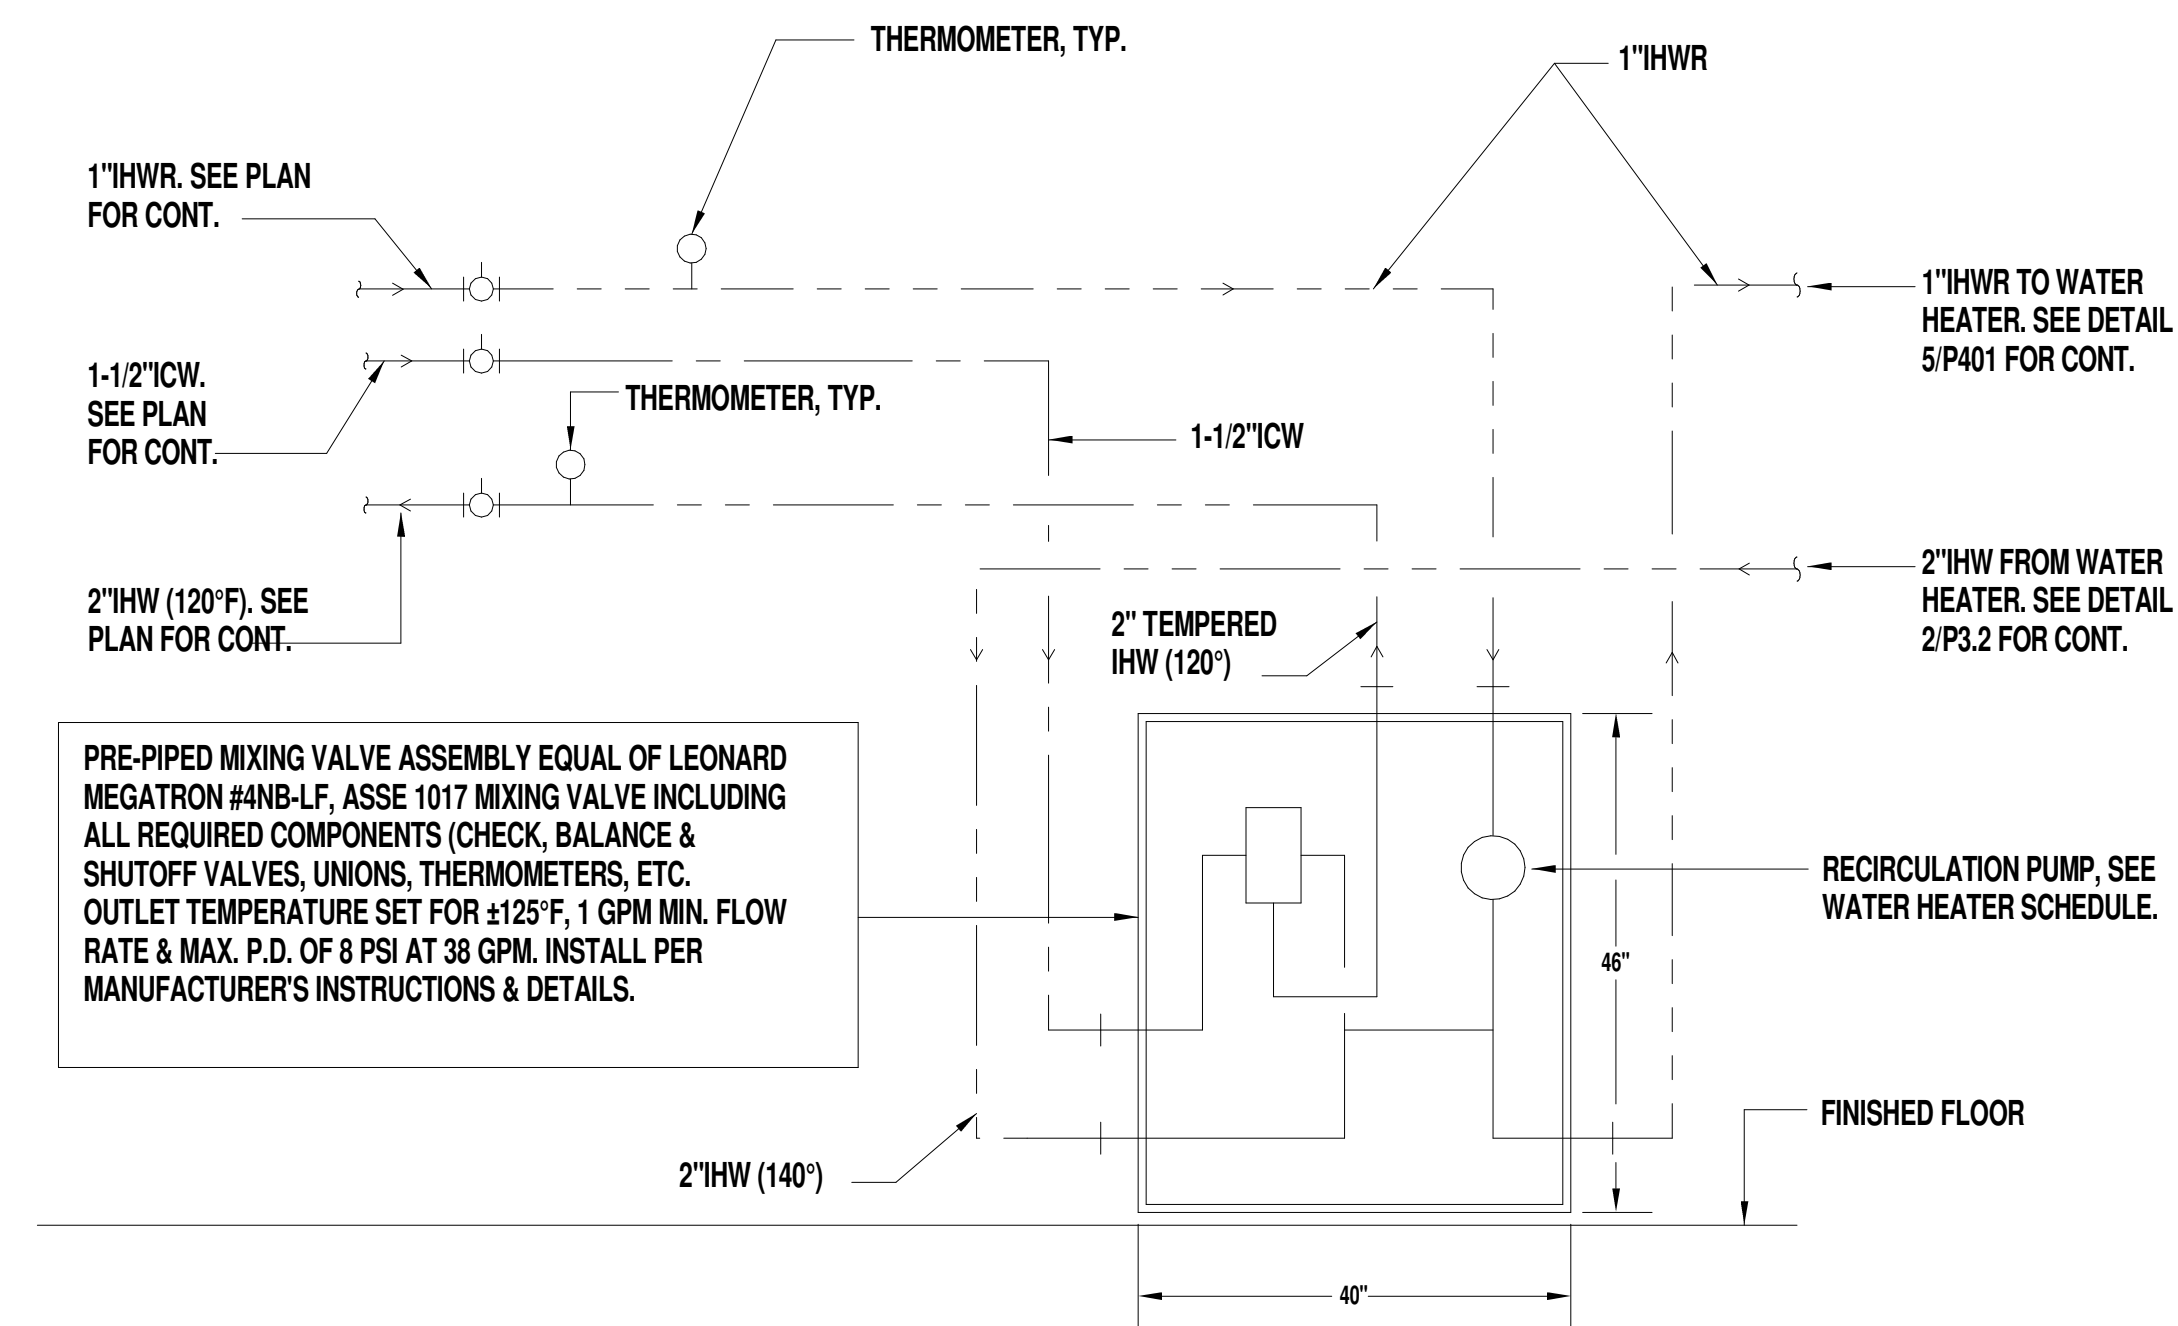 THERMOMETER, TYP.
1"IHWR
1"IHWR. SEE PLAN
FOR CONT.
1"IHWR TO WATER
HEATER. SEE DETAIL
5/P401 FOR CONT.
1-1/2"ICW.
SEE PLAN
FOR CONT.
THERMOMETER, TYP.
1-1/2"ICW
2"IHW FROM WATER
HEATER. SEE DETAIL
2/P3.2 FOR CONT.
2"IHW (120°F). SEE
PLAN FOR CONT.
2" TEMPERED
IHW (120°)
PRE-PIPED MIXING VALVE ASSEMBLY EQUAL OF LEONARD
MEGATRON #4NB-LF, ASSE 1017 MIXING VALVE INCLUDING
ALL REQUIRED COMPONENTS (CHECK, BALANCE &
SHUTOFF VALVES, UNIONS, THERMOMETERS, ETC.
OUTLET TEMPERATURE SET FOR ±125°F, 1 GPM MIN. FLOW
RATE & MAX. P.D. OF 8 PSI AT 38 GPM. INSTALL PER
MANUFACTURER'S INSTRUCTIONS & DETAILS.
RECIRCULATION PUMP, SEE
WATER HEATER SCHEDULE.
46"
FINISHED FLOOR
2"IHW (140°)
40"